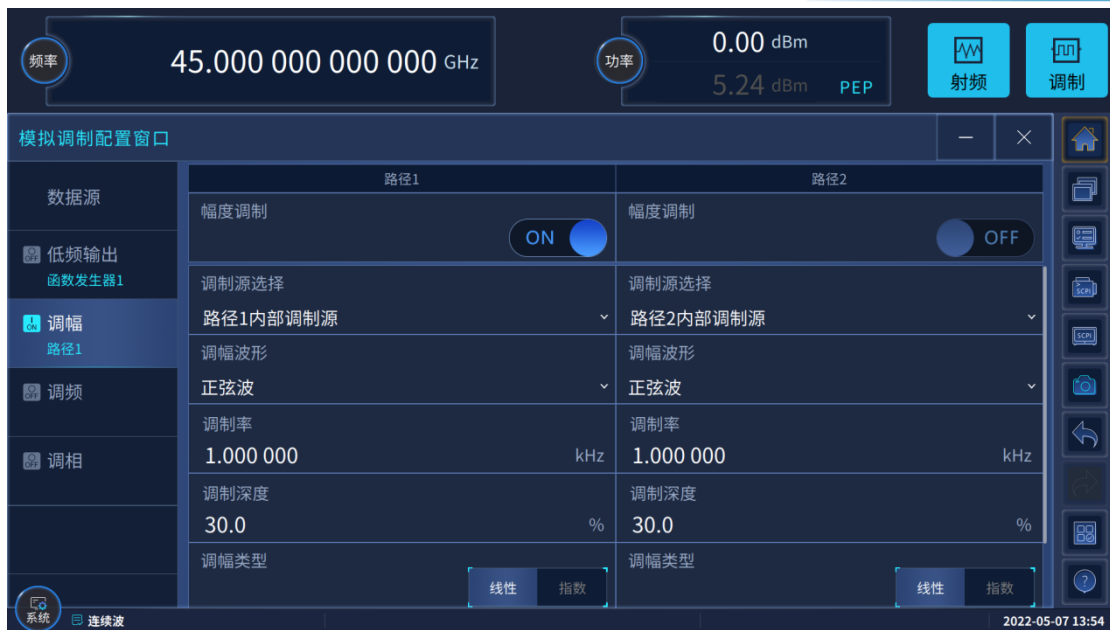 频率
45.000 000 000 000 GHz
功率
0.00 dBm
5.24 dBm PEP
射频
调制
模拟调制配置窗口
数据源
低频输出
函数发生器1
调幅
路径1
调频
调相
路径1
幅度调制
ON
调制源选择
路径1内部调制源
调幅波形
正弦波
调制率
1.000 000 kHz
调制深度
30.0 %
调幅类型
线性 指数
路径2
幅度调制
OFF
调制源选择
路径2内部调制源
调幅波形
正弦波
调制率
1.000 000 kHz
调制深度
30.0 %
调幅类型
线性 指数
OFF
ON
OFF
OFF
SCPI
SCPI
系统
连续波
2022-05-07 13:54